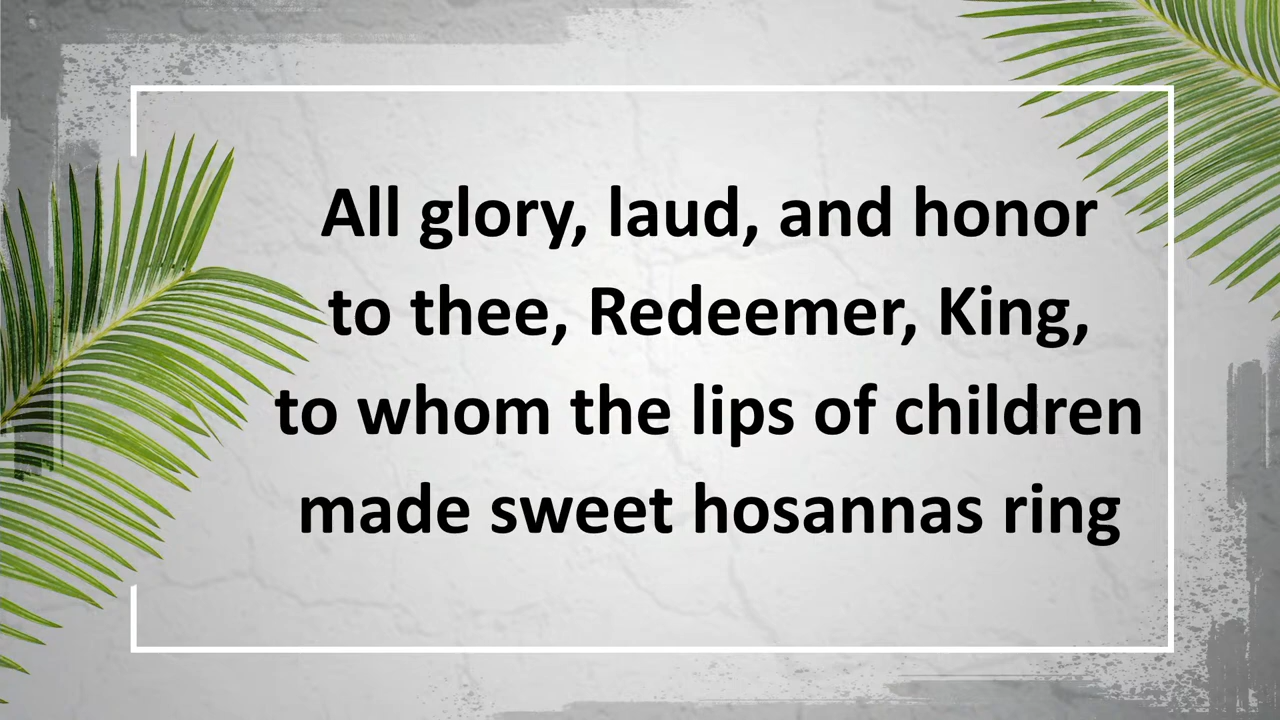 All glory, laud, and honor
to thee, Redeemer, King,
to whom the lips of children
made sweet hosannas ring